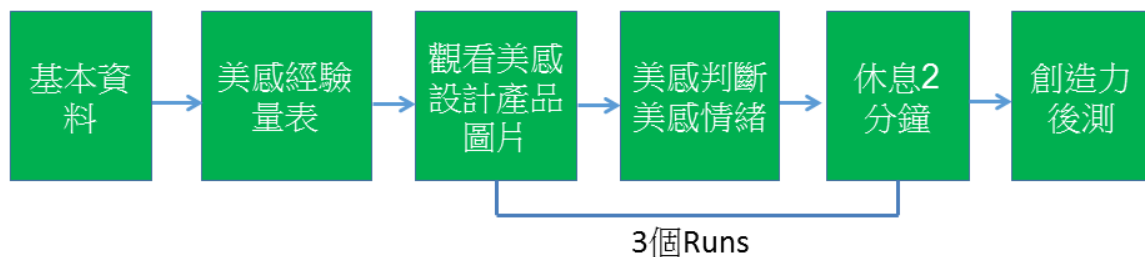 基本資
料
美感經驗
量表
觀看美感
設計產品
圖片
美感判斷
美感情緒
休息2
分鐘
創造力
後測
3個Runs